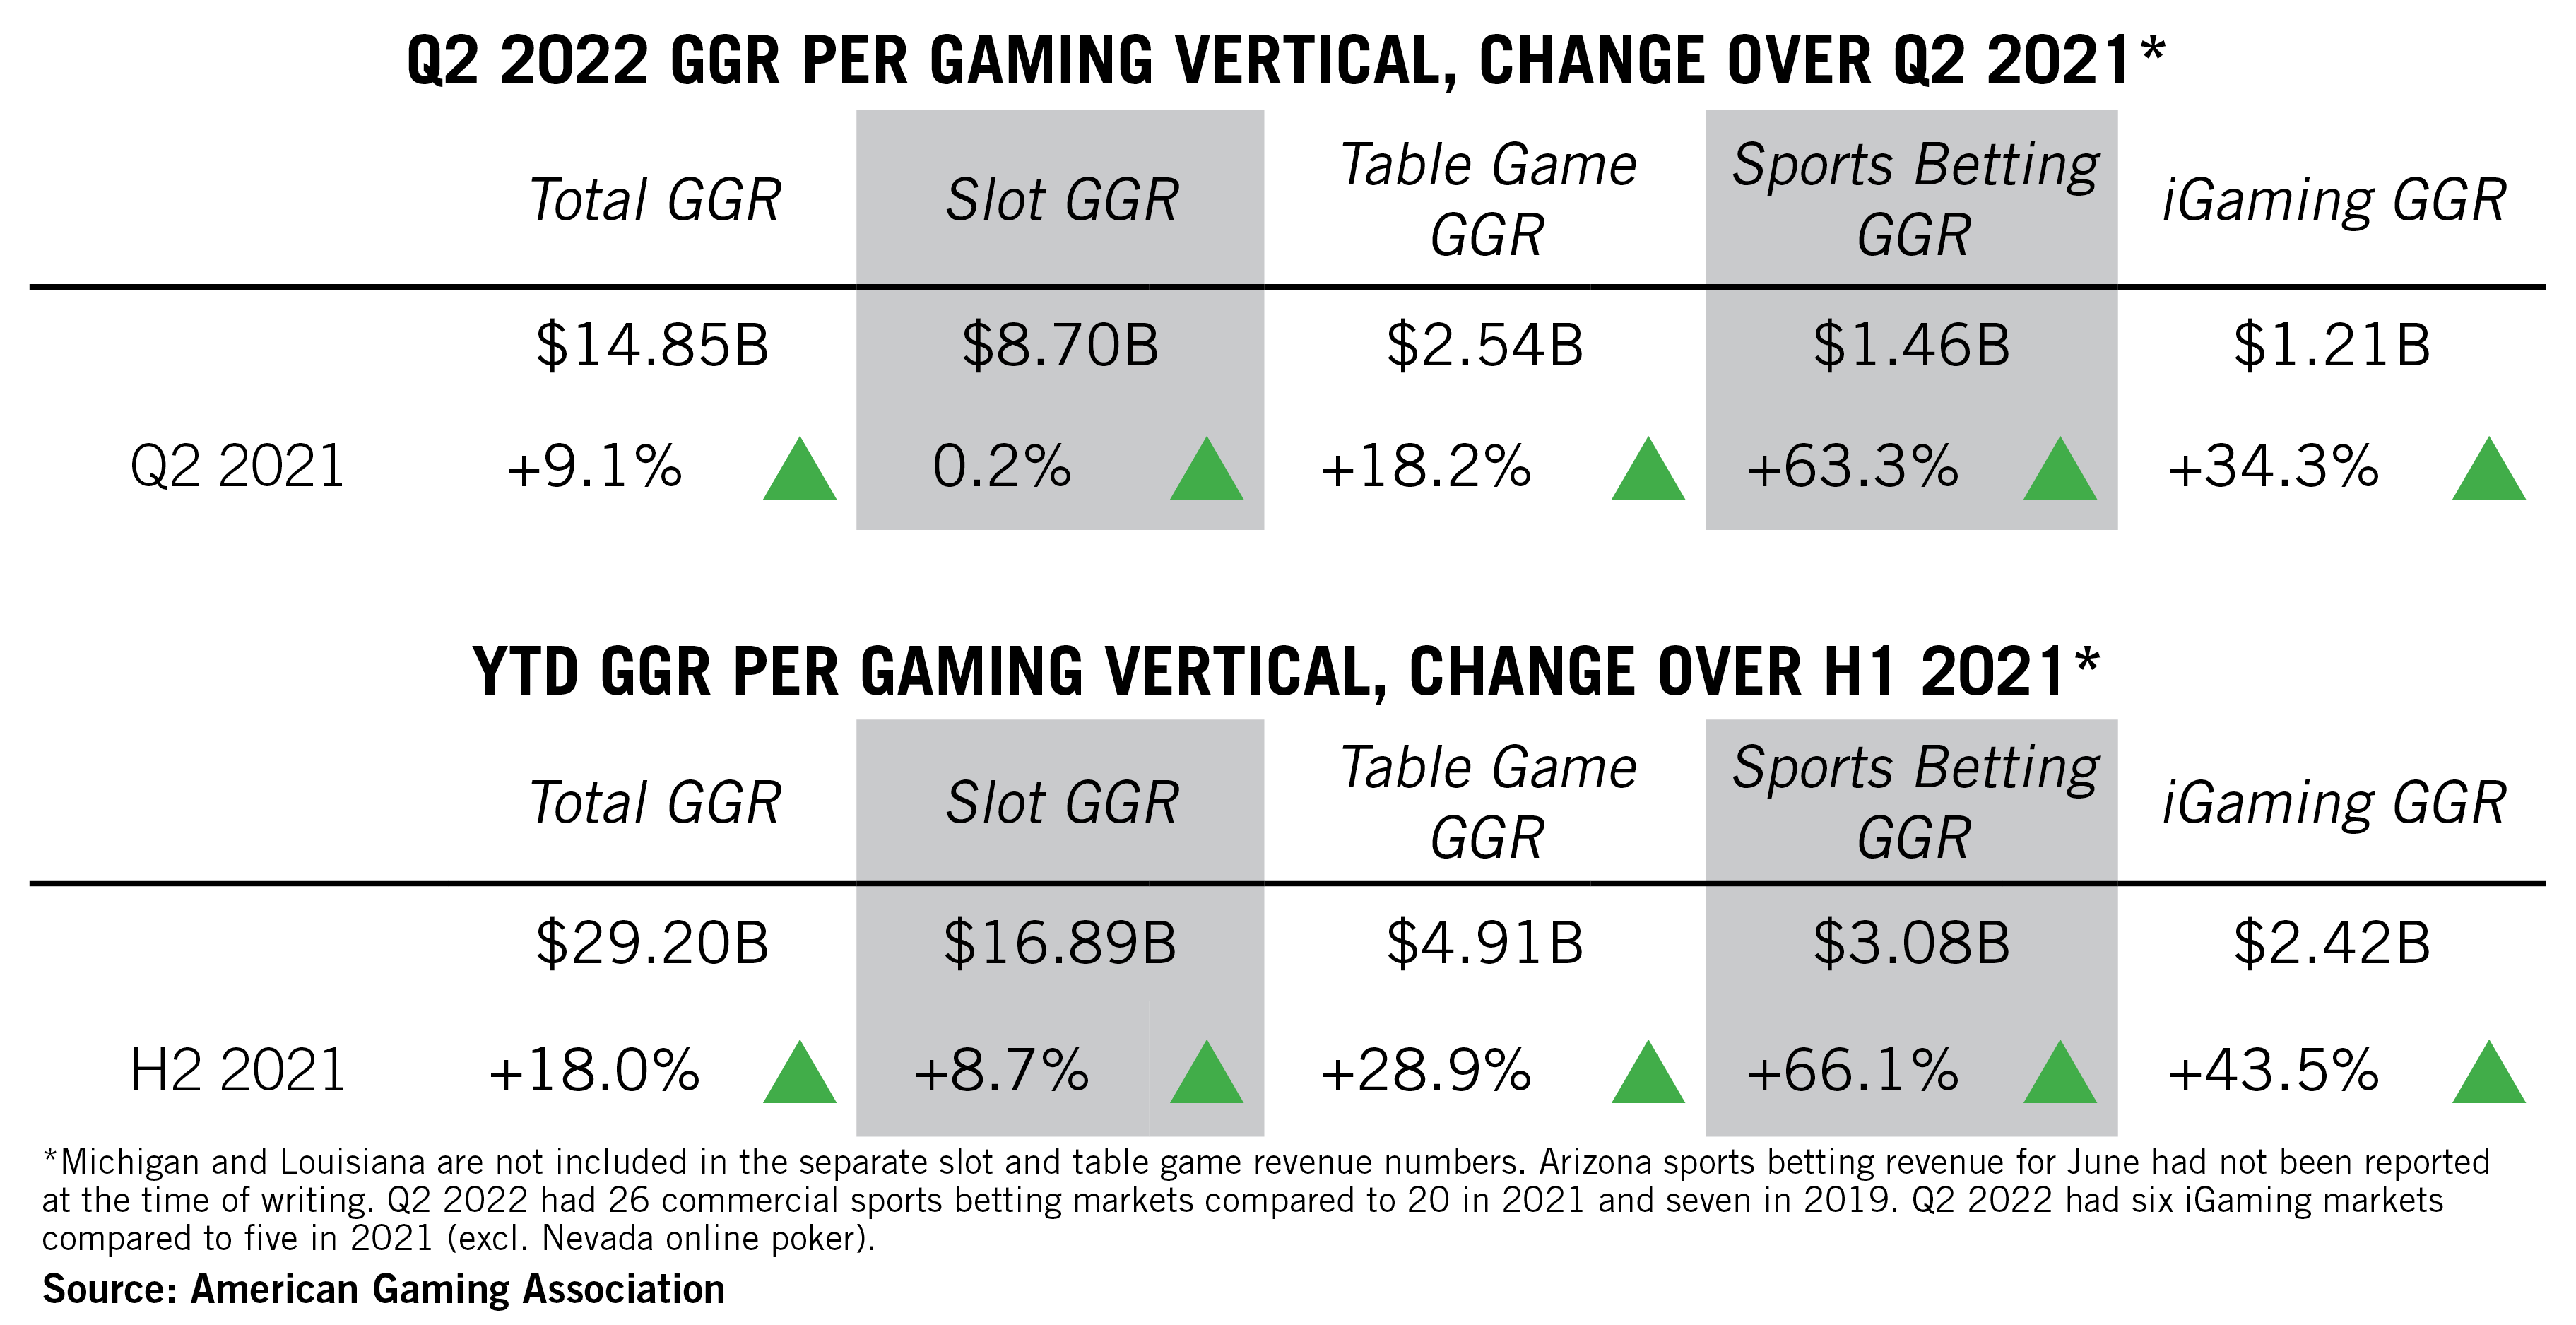 Q2 2022 GGR PER GAMING VERTICAL, CHANGE OVER Q2 2021*
Total GGR Slot GGR Table Game GGR Sports Betting GGR iGaming GGR
$14.85B $8.70B $2.54B $1.46B $1.21B
Q2 2021 +9.1% 0.2% +18.2% +63.3% +34.3%
YTD GGR PER GAMING VERTICAL, CHANGE OVER H1 2021*
Total GGR Slot GGR Table Game GGR Sports Betting GGR iGaming GGR
$29.20B $16.89B $4.91B $3.08B $2.42B
H2 2021 +18.0% +8.7% +28.9% +66.1% +43.5%
*Michigan and Louisiana are not included in the separate slot and table game revenue numbers. Arizona sports betting revenue for June had not been reported
at the time of writing. Q2 2022 had 26 commercial sports betting markets compared to 20 in 2021 and seven in 2019. Q2 2022 had six iGaming markets
compared to five in 2021 (excl. Nevada online poker).
Source: American Gaming Association